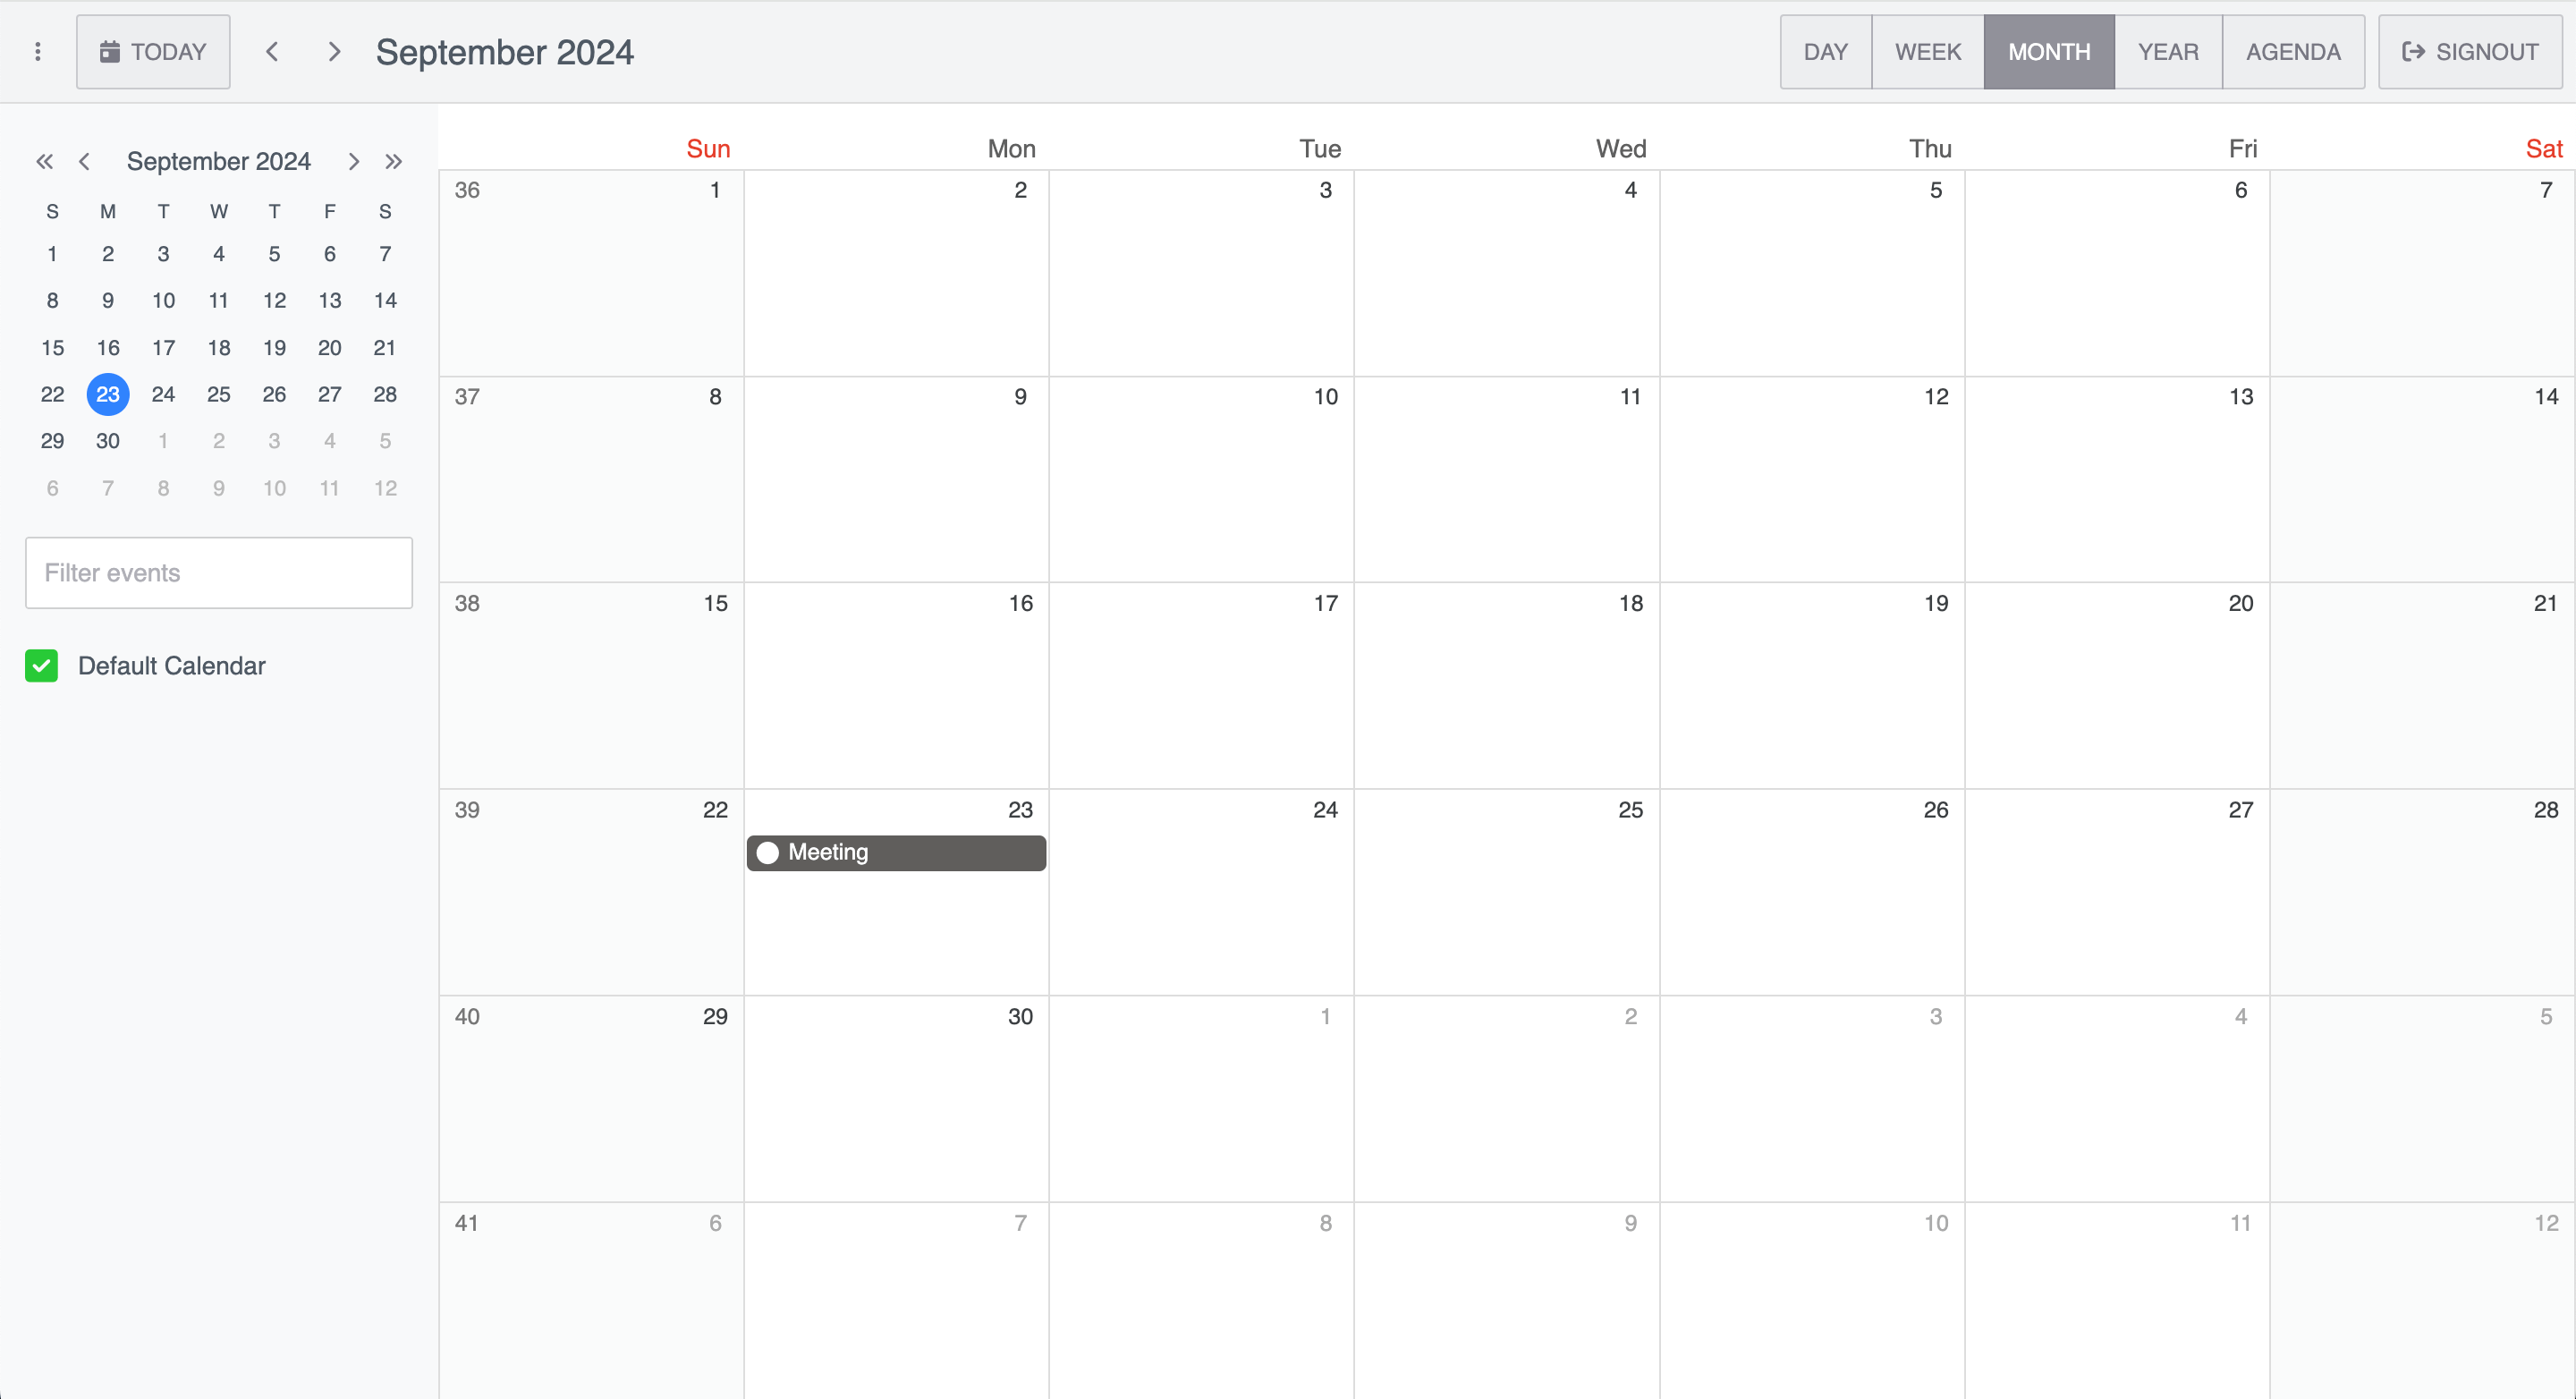 TODAY September 2024 DAY WEEK MONTH YEAR AGENDA SIGNOUT
September 2024
S M T W T F S
1 2 3 4 5 6 7
8 9 10 11 12 13 14
15 16 17 18 19 20 21
22 23 24 25 26 27 28
29 30 1 2 3 4 5
6 7 8 9 10 11 12
Filter events
Default Calendar
Sun Mon Tue Wed Thu Fri Sat
36 1 2 3 4 5 6 7
37 8 9 10 11 12 13 14
38 15 16 17 18 19 20 21
39 22 23 24 25 26 27 28
Meeting
40 29 30 1 2 3 4 5
41 6 7 8 9 10 11 12